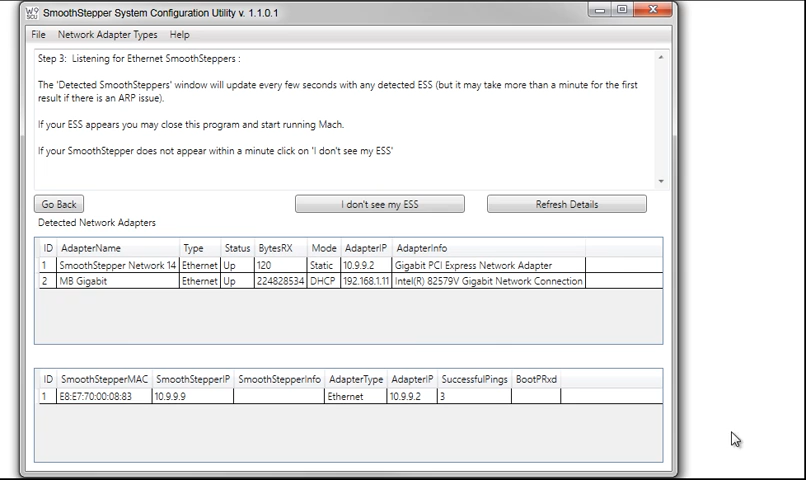 W9
SCU
SmoothStepper System Configuration Utility v. 1.1.0.1
File Network Adapter Types Help
Step 3: Listening for Ethernet SmoothSteppers :
The 'Detected SmoothSteppers' window will update every few seconds with any detected ESS (but it may take more than a minute for the first
result if there is an ARP issue).
If your ESS appears you may close this program and start running Mach.
If your SmoothStepper does not appear within a minute click on 'I don't see my ESS'
Go Back I don't see my ESS Refresh Details
Detected Network Adapters
ID AdapterName Type Status BytesRX Mode AdapterIP AdapterInfo
1 SmoothStepper Network 14 Ethernet Up 120 Static 10.9.9.2 Gigabit PCI Express Network Adapter
2 MB Gigabit Ethernet Up 224828534 DHCP 192.168.1.11 Intel(R) 82579V Gigabit Network Connection
ID SmoothStepperMAC SmoothStepperIP SmoothStepperInfo AdapterType AdapterIP SuccessfulPings BootPRxd
1 E8:E7:70:00:08:83 10.9.9.9 Ethernet 10.9.9.2 3